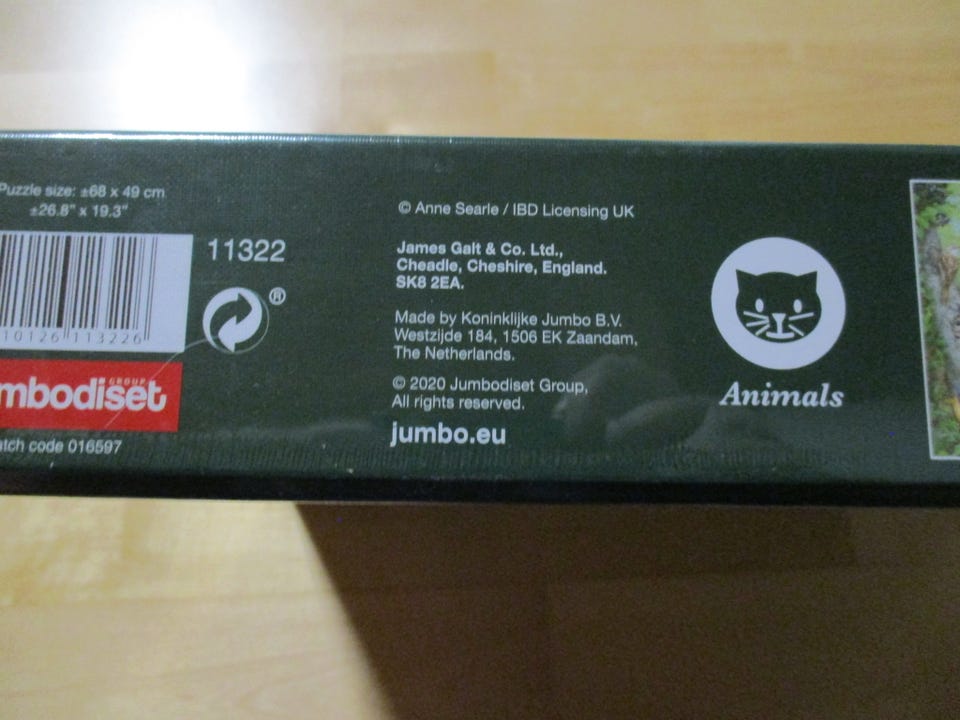 Puzzle size: ±68 x 49 cm
±26.8" x 19.3"
11322
10126 113226
GROUP
mbodiset
atch code 016597
®
© Anne Searle / IBD Licensing UK
James Galt & Co. Ltd.,
Cheadle, Cheshire, England.
SK8 2EA.
Made by Koninklijke Jumbo B.V.
Westzijde 184, 1506 EK Zaandam,
The Netherlands.
© 2020 Jumbodiset Group,
All rights reserved.
jumbo.eu
Animals